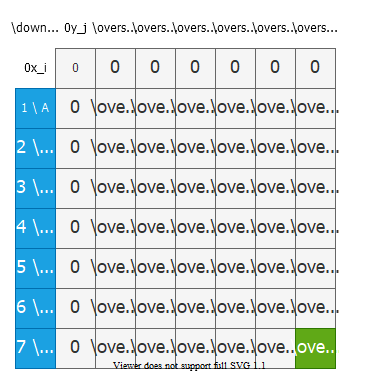 \down... 0y_j \overs...\overs...\overs...\overs...\overs...\overs...
0x_i 0 0 0 0 0 0 0
1 \ A 0 \ove...\ove...\ove...\ove...\ove...\ove...
2 \... 0 \ove...\ove...\ove...\ove...\ove...\ove...
3 \... 0 \ove...\ove...\ove...\ove...\ove...\ove...
4 \... 0 \ove...\ove...\ove...\ove...\ove...\ove...
5 \... 0 \ove...\ove...\ove...\ove...\ove...\ove...
6 \... 0 \ove...\ove...\ove...\ove...\ove...\ove...
7 \... 0 \ove...\ove...\ove...\ove...\ove...\ove...
Viewer does not support full SVG 1.1